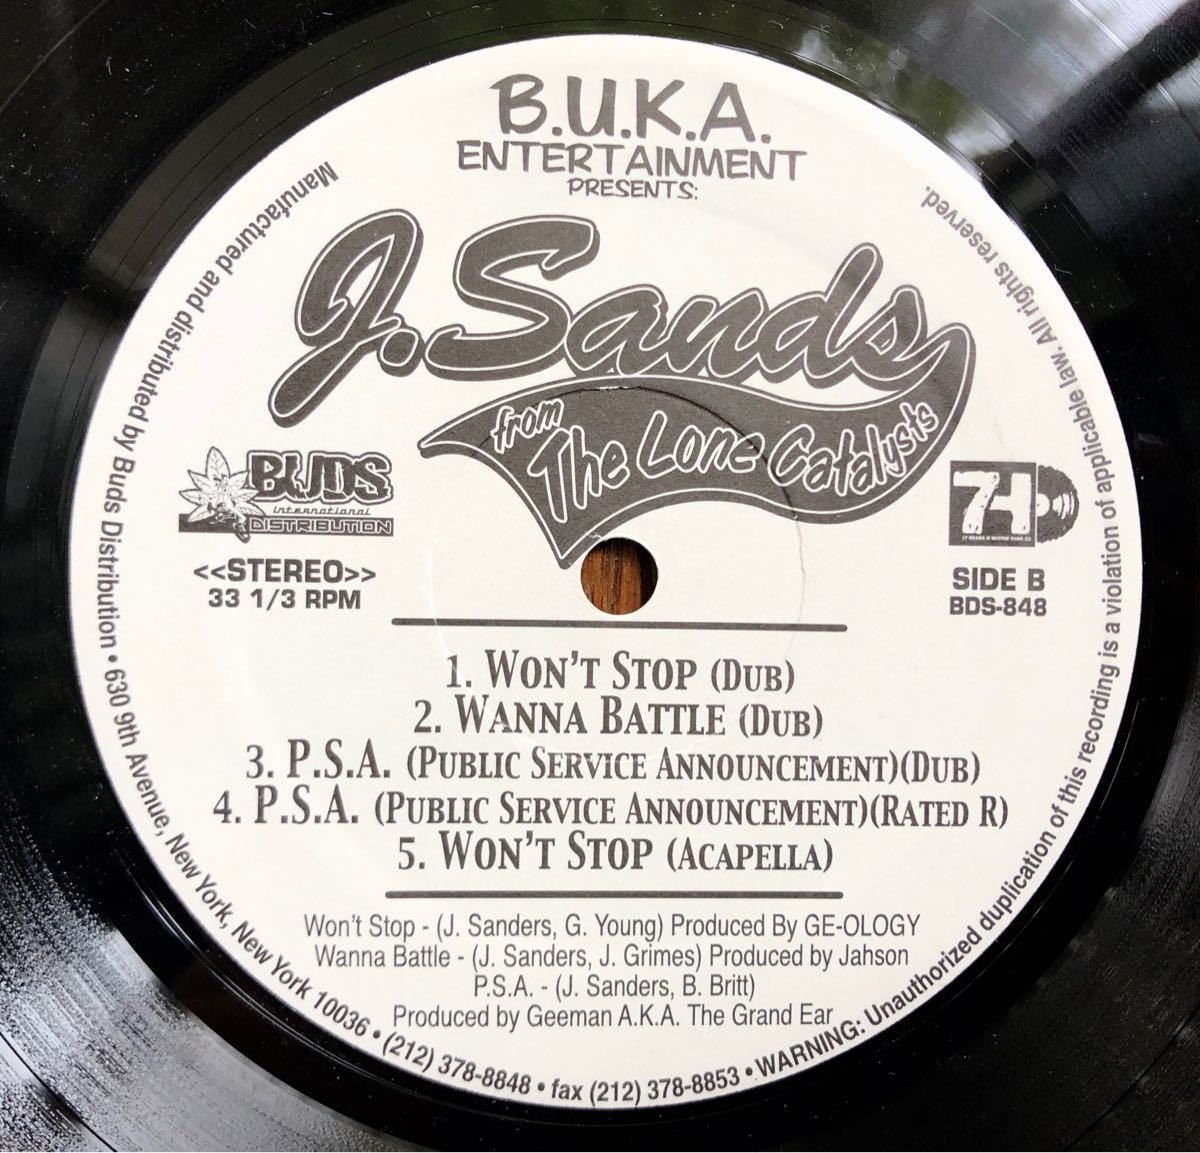 B.U.K.A.
ENTERTAINMENT
PRESENTS:
J. Sands
from The Lone Catalysts
BUDS
international
DISTRIBUTION
<<STEREO>>
33 1/3 RPM
7H
SIDE B
BDS-848
1. WON'T STOP (DUB)
2. WANNA BATTLE (DUB)
3. P.S.A. (PUBLIC SERVICE ANNOUNCEMENT)(DUB)
4. P.S.A. (PUBLIC SERVICE ANNOUNCEMENT)(RATED R)
5. WON'T STOP (ACAPELLA)
Won't Stop - (J. Sanders, G. Young) Produced By GE-OLOGY
Wanna Battle - (J. Sanders, J. Grimes) Produced by Jahson
P.S.A. - (J. Sanders, B. Britt)
Produced by Geeman A.K.A. The Grand Ear
Manufactured and distributed by Buds Distribution • 630 9th Avenue, New York, New York 10036 • (212) 378-8848 • fax (212) 378-8853 • WARNING: Unauthorized duplication of this recording is a violation of applicable law. All rights reserved.